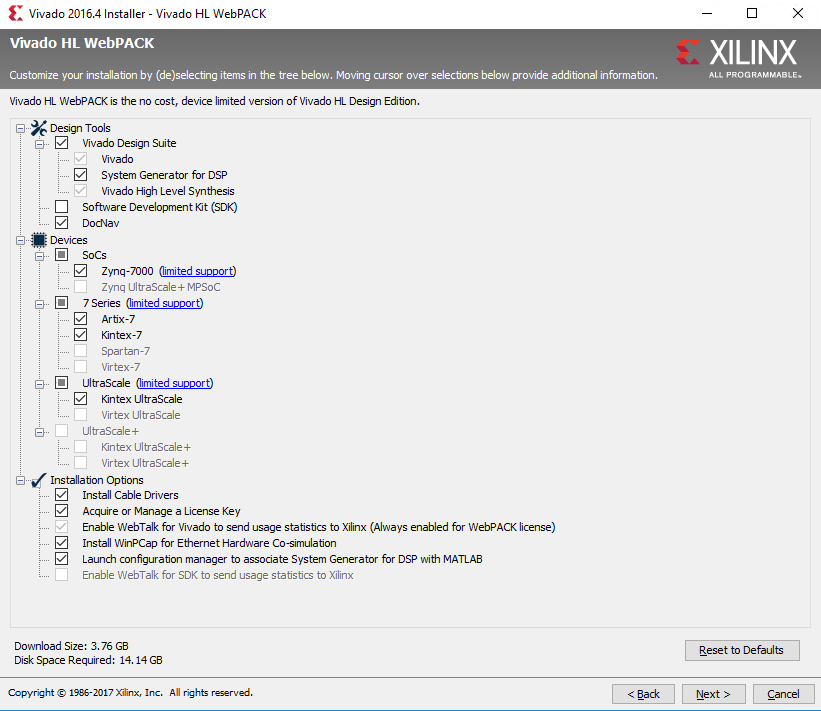 Vivado 2016.4 Installer - Vivado HL WebPACK
Vivado HL WebPACK
XILINX
ALL PROGRAMMABLE™
Customize your installation by (de)selecting items in the tree below. Moving cursor over selections below provide additional information.
Vivado HL WebPACK is the no cost, device limited version of Vivado HL Design Edition.
Design Tools
Vivado Design Suite
Vivado
System Generator for DSP
Vivado High Level Synthesis
Software Development Kit (SDK)
DocNav
Devices
SoCs
Zynq-7000 (limited support)
Zynq UltraScale+ MPSoC
7 Series (limited support)
Artix-7
Kintex-7
Spartan-7
Virtex-7
UltraScale (limited support)
Kintex UltraScale
Virtex UltraScale
UltraScale+
Kintex UltraScale+
Virtex UltraScale+
Installation Options
Install Cable Drivers
Acquire or Manage a License Key
Enable WebTalk for Vivado to send usage statistics to Xilinx (Always enabled for WebPACK license)
Install WinPCap for Ethernet Hardware Co-simulation
Launch configuration manager to associate System Generator for DSP with MATLAB
Enable WebTalk for SDK to send usage statistics to Xilinx
Download Size: 3.76 GB
Disk Space Required: 14.14 GB
Reset to Defaults
Copyright © 1986-2017 Xilinx, Inc. All rights reserved.
< Back
Next >
Cancel